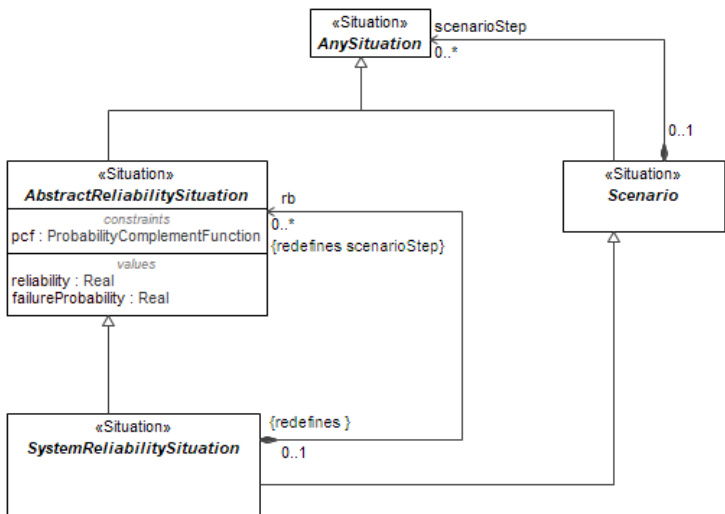 «Situation»
AnySituation
scenarioStep
0..*
0..1
«Situation»
AbstractReliabilitySituation
constraints
pcf : ProbabilityComplementFunction
values
reliability : Real
failureProbability : Real
rb
0..*
{redefines scenarioStep}
«Situation»
Scenario
«Situation»
SystemReliabilitySituation
{redefines }
0..1